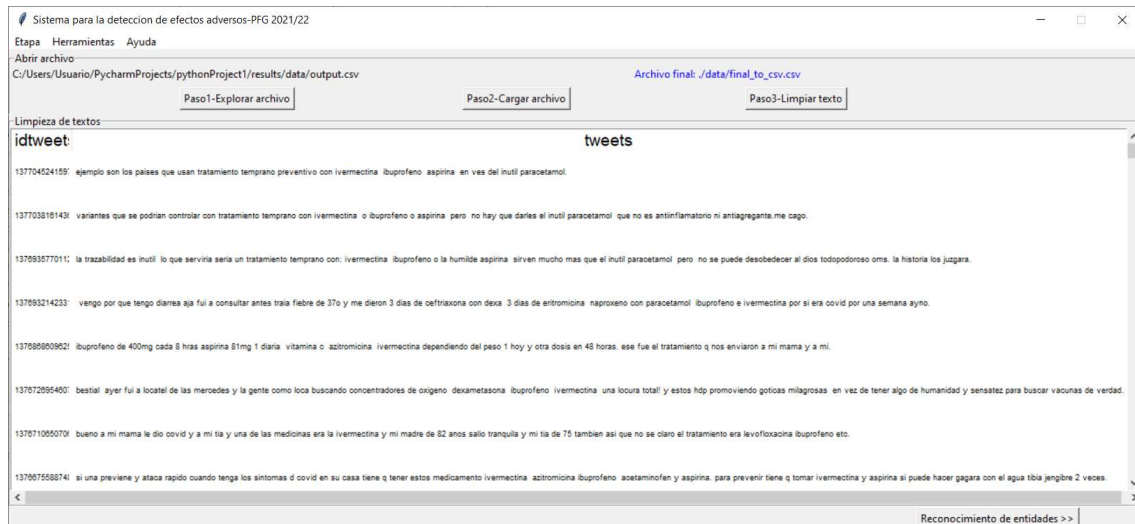 Sistema para la deteccion de efectos adversos-PFG 2021/22
Etapa Herramientas Ayuda
Abrir archivo
C:/Users/Usuario/PycharmProjects/pythonProject1/results/data/output.csv Archivo final: ./data/final_to_csv.csv
Paso1-Explorar archivo Paso2-Cargar archivo Paso3-Limpiar texto
Limpieza de textos
idtweet tweets
137704524159 ejemplo son los paises que usan tratamiento temprano preventivo con ivermectina ibuprofeno aspirina en ves del inutil paracetamol.
137703816143 variantes que se podrian controlar con tratamiento temprano con ivermectina o ibuprofeno o aspirina pero no hay que darles el inutil paracetamol que no es antiinflamatorio ni antiagregante.me cago.
137693577011 la trazabilidad es inutil lo que serviria seria un tratamiento temprano con: ivermectina ibuprofeno o la humilde aspirina sirven mucho mas que el inutil paracetamol pero no se puede desobedecer al dios todopodoroso oms. la historia los juzgara.
137693214233 vengo por que tengo diarrea aja fui a consultar antes traia fiebre de 37o y me dieron 3 dias de ceftriaxona con dexa 3 dias de eritromicina naproxeno con paracetamol ibuprofeno e ivermectina por si era covid por una semana ayno.
137686860962 ibuprofeno de 400mg cada 8 hras aspirina 81mg 1 diaria vitamina c azitromicina ivermectina dependiendo del peso 1 hoy y otra dosis en 48 horas. ese fue el tratamiento q nos enviaron a mi mama y a mi.
137672695460 bestial ayer fui a locatel de las mercedes y la gente como loca buscando concentradores de oxigeno dexametasona ibuprofeno ivermectina una locura total! y estos hdp promoviendo goticas milagrosas en vez de tener algo de humanidad y sensatez para buscar vacunas de verdad.
137671065070 bueno a mi mama le dio covid y a mi tia y una de las medicinas era la ivermectina y mi madre de 82 anos salio tranquila y mi tia de 75 tambien asi que no se claro el tratamiento era levofloxacina ibuprofeno eto.
137667558874 si una previene y ataca rapido cuando tenga los sintomas d covid en su casa tiene q tener estos medicamento ivermectina azitromicina ibuprofeno acetaminofen y aspirina. para prevenir tiene q tomar ivermectina y aspirina si puede hacer gagara con el agua tibia jengibre 2 veces.
Reconocimiento de entidades >>